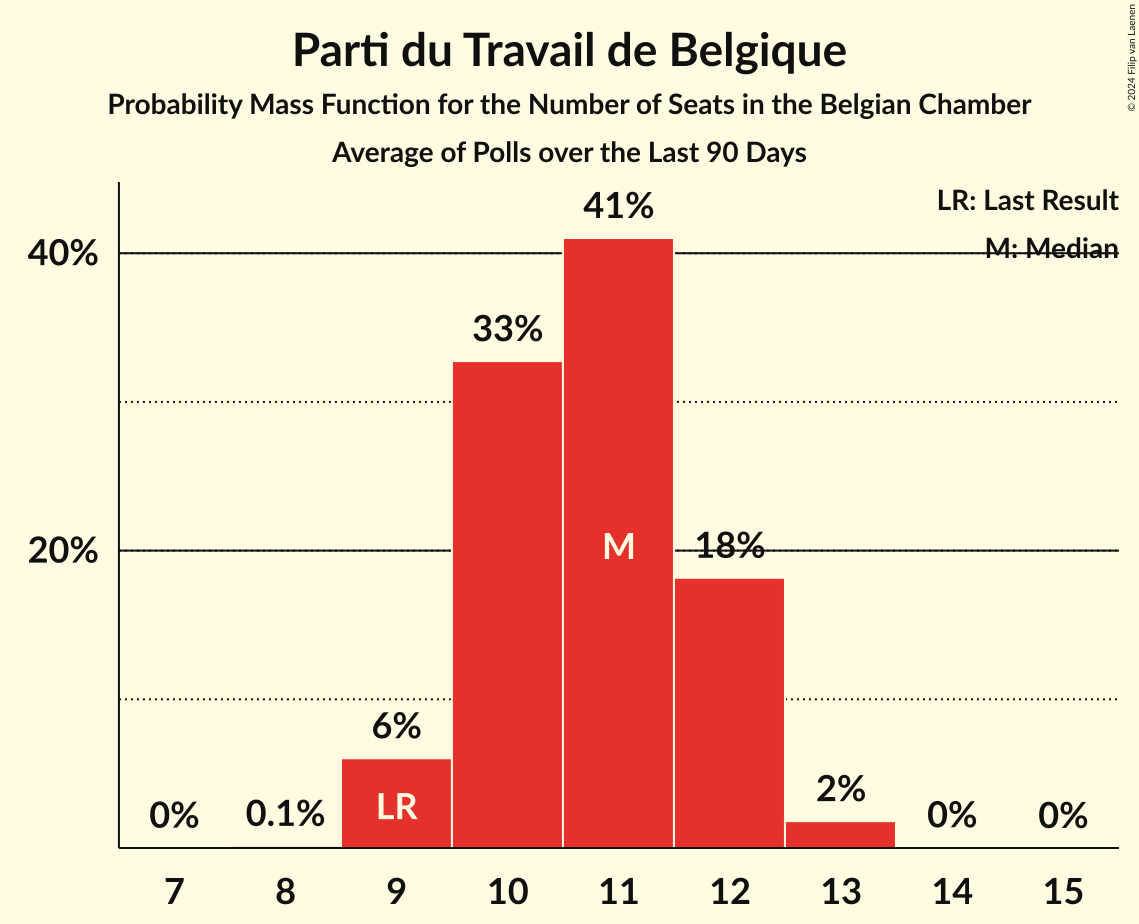 Parti du Travail de Belgique
Probability Mass Function for the Number of Seats in the Belgian Chamber
Average of Polls over the Last 90 Days
© 2024 Filip van Laenen
LR: Last Result
M: Median
41%
40%
33%
20%
M
18%
6%
LR
2%
0%
0.1%
0%
0%
7 8 9 10 11 12 13 14 15